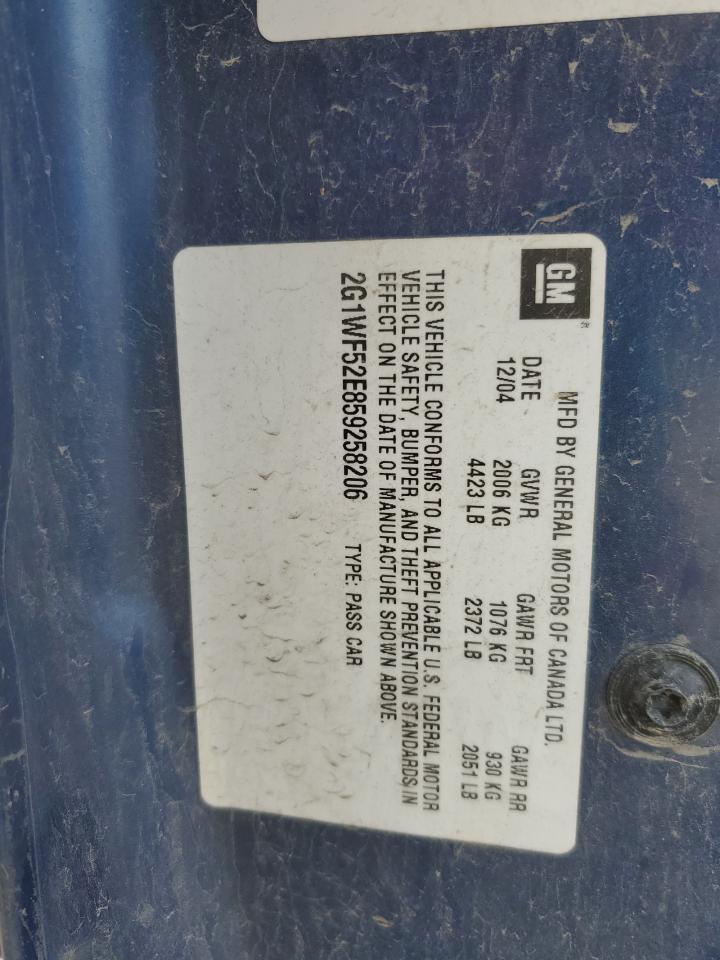 GM
MFD BY GENERAL MOTORS OF CANADA LTD.
DATE GVWR GAWR FRT GAWR RR
12/04 2006 KG 1076 KG 930 KG
4423 LB 2372 LB 2051 LB
THIS VEHICLE CONFORMS TO ALL APPLICABLE U.S. FEDERAL MOTOR
VEHICLE SAFETY, BUMPER, AND THEFT PREVENTION STANDARDS IN
EFFECT ON THE DATE OF MANUFACTURE SHOWN ABOVE.
2G1WF52E859258206 TYPE: PASS CAR